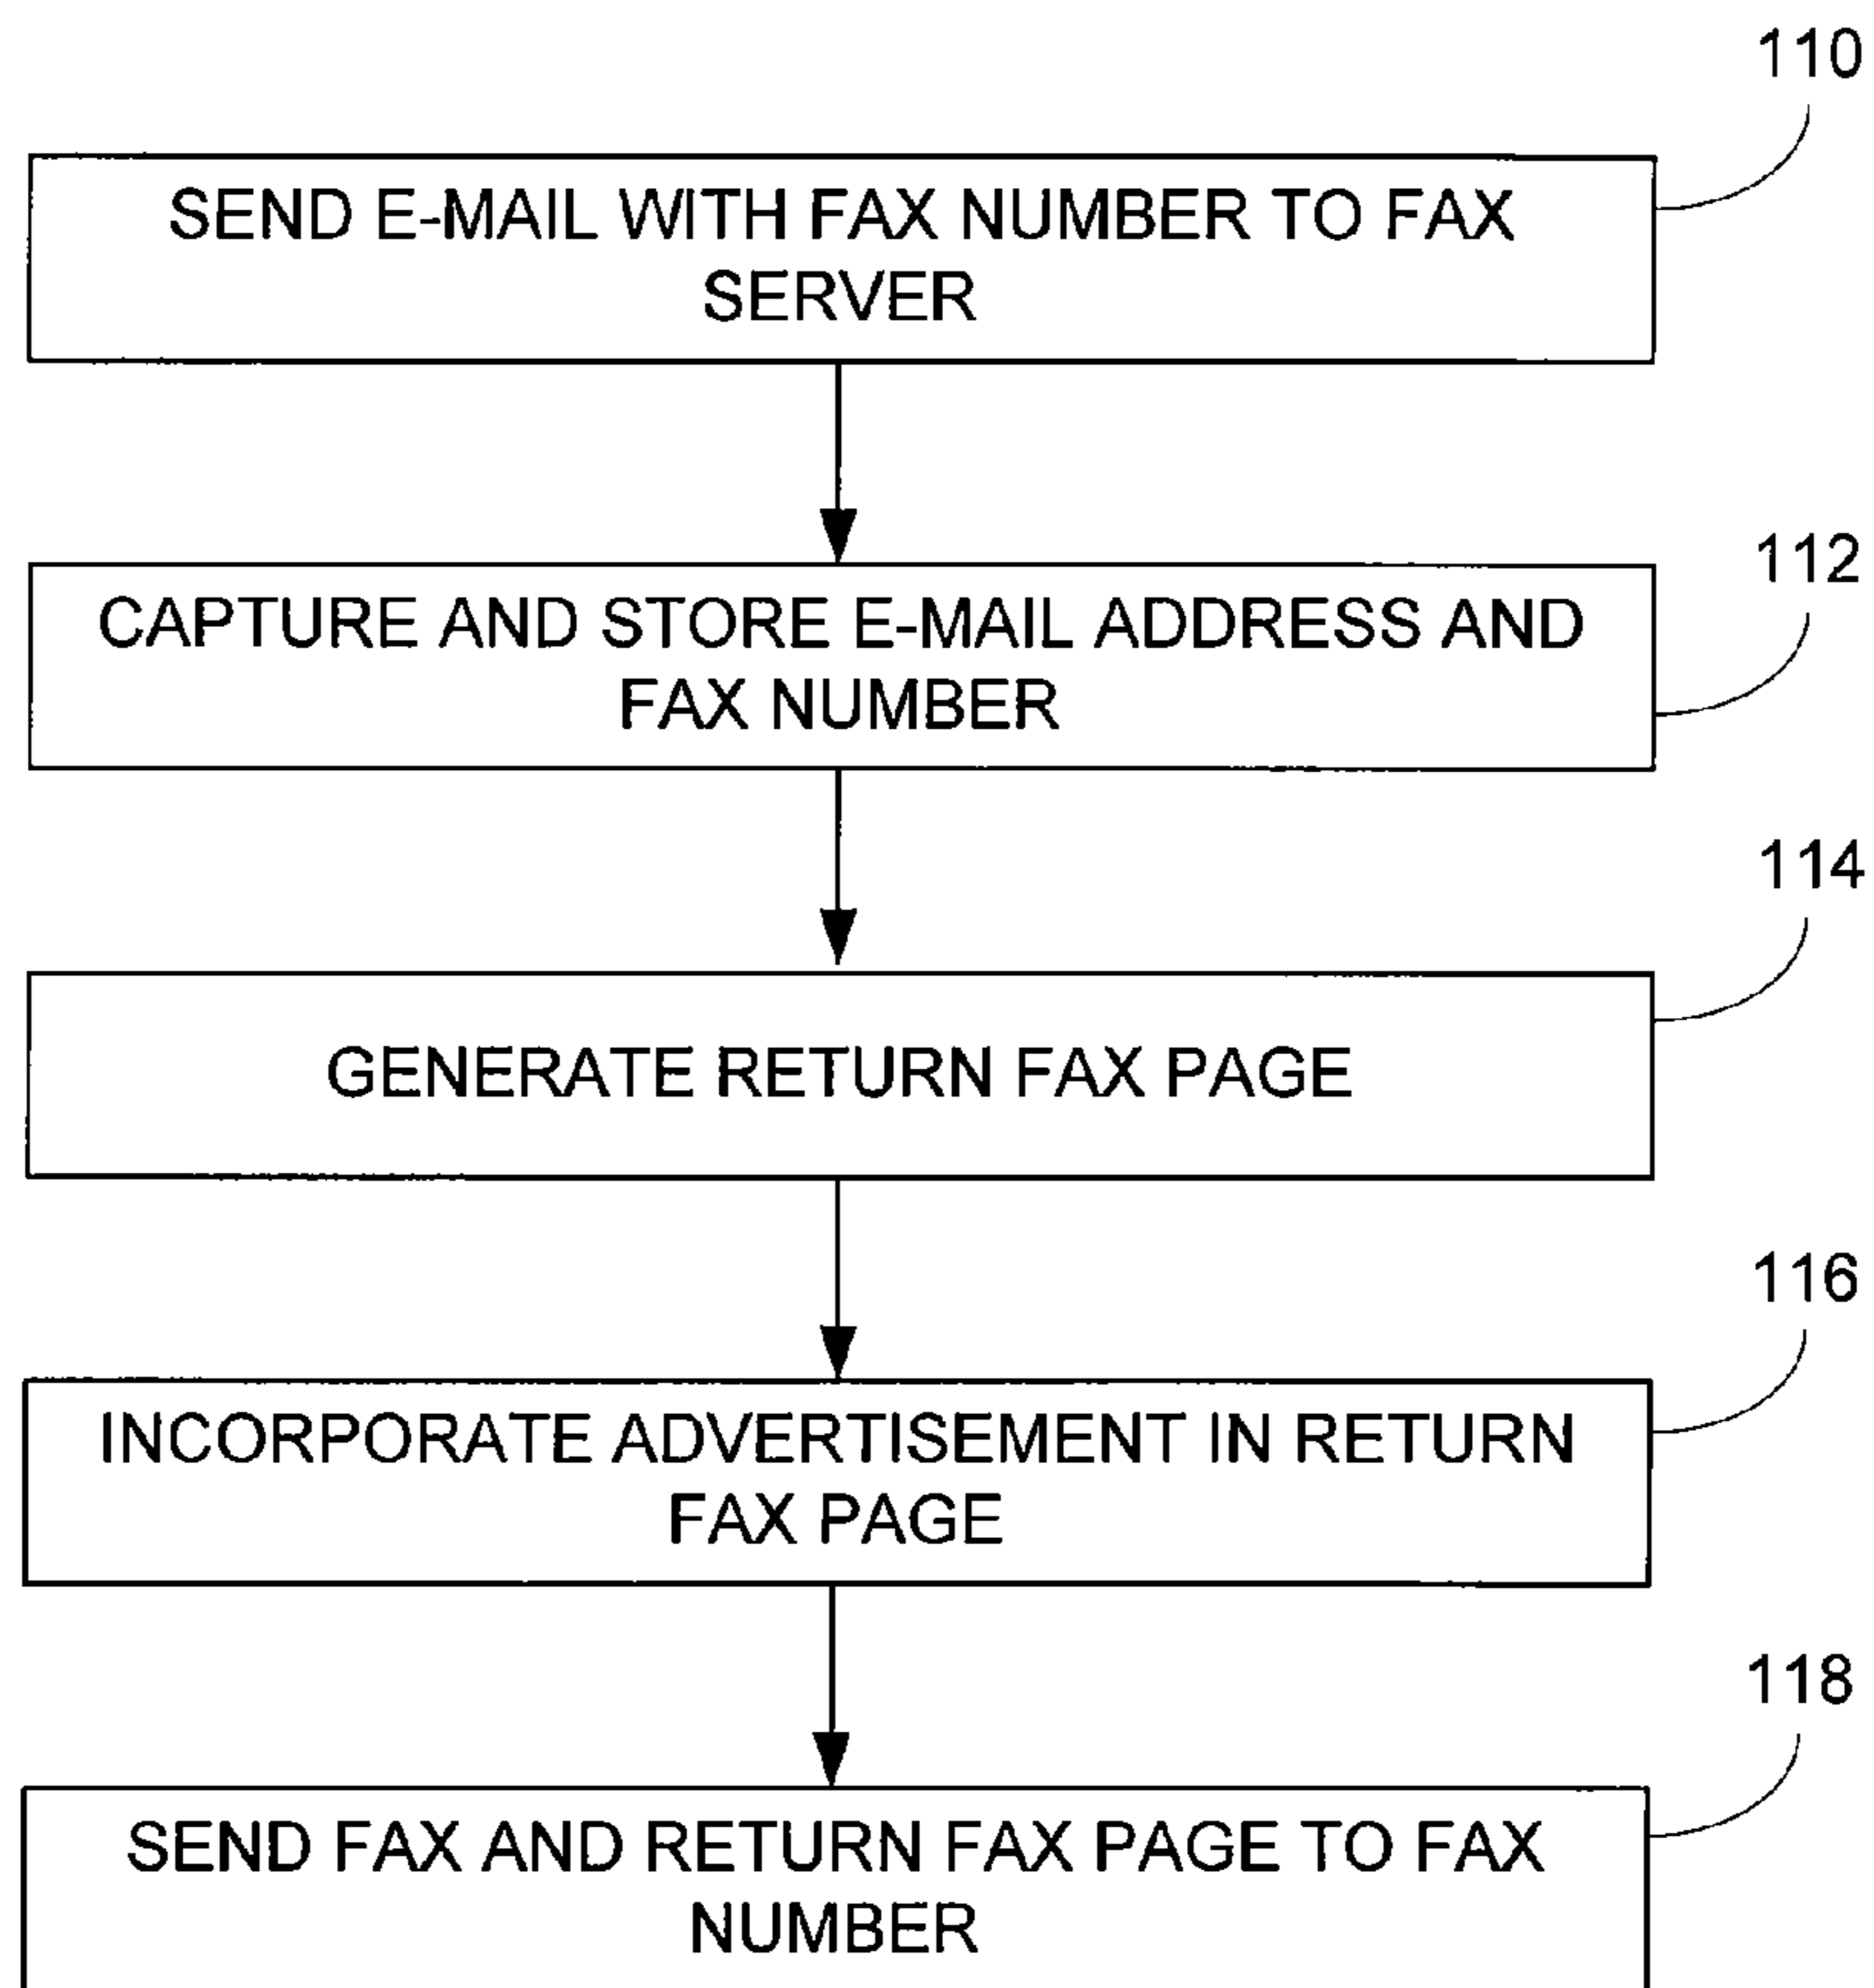 110
SEND E-MAIL WITH FAX NUMBER TO FAX
SERVER
112
CAPTURE AND STORE E-MAIL ADDRESS AND
FAX NUMBER
114
GENERATE RETURN FAX PAGE
116
INCORPORATE ADVERTISEMENT IN RETURN
FAX PAGE
118
SEND FAX AND RETURN FAX PAGE TO FAX
NUMBER